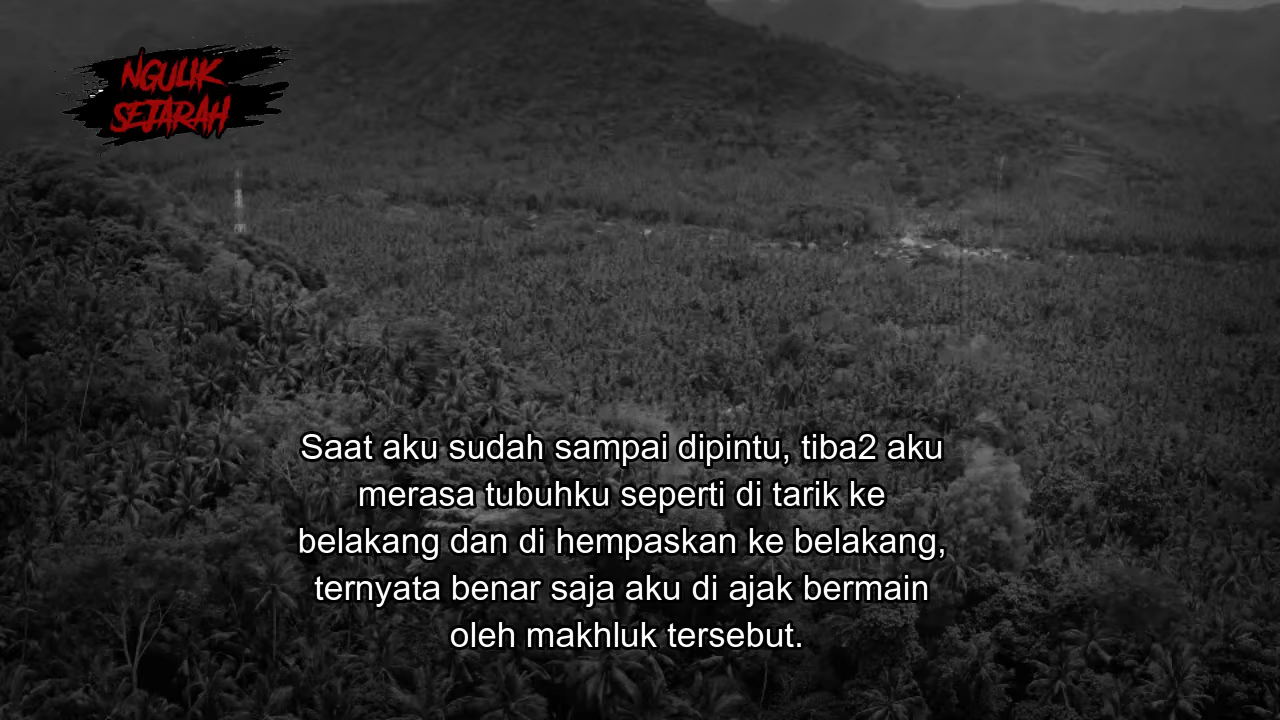 NGULIK
SEJARAH
Saat aku sudah sampai dipintu, tiba2 aku
merasa tubuhku seperti di tarik ke
belakang dan di hempaskan ke belakang,
ternyata benar saja aku di ajak bermain
oleh makhluk tersebut.